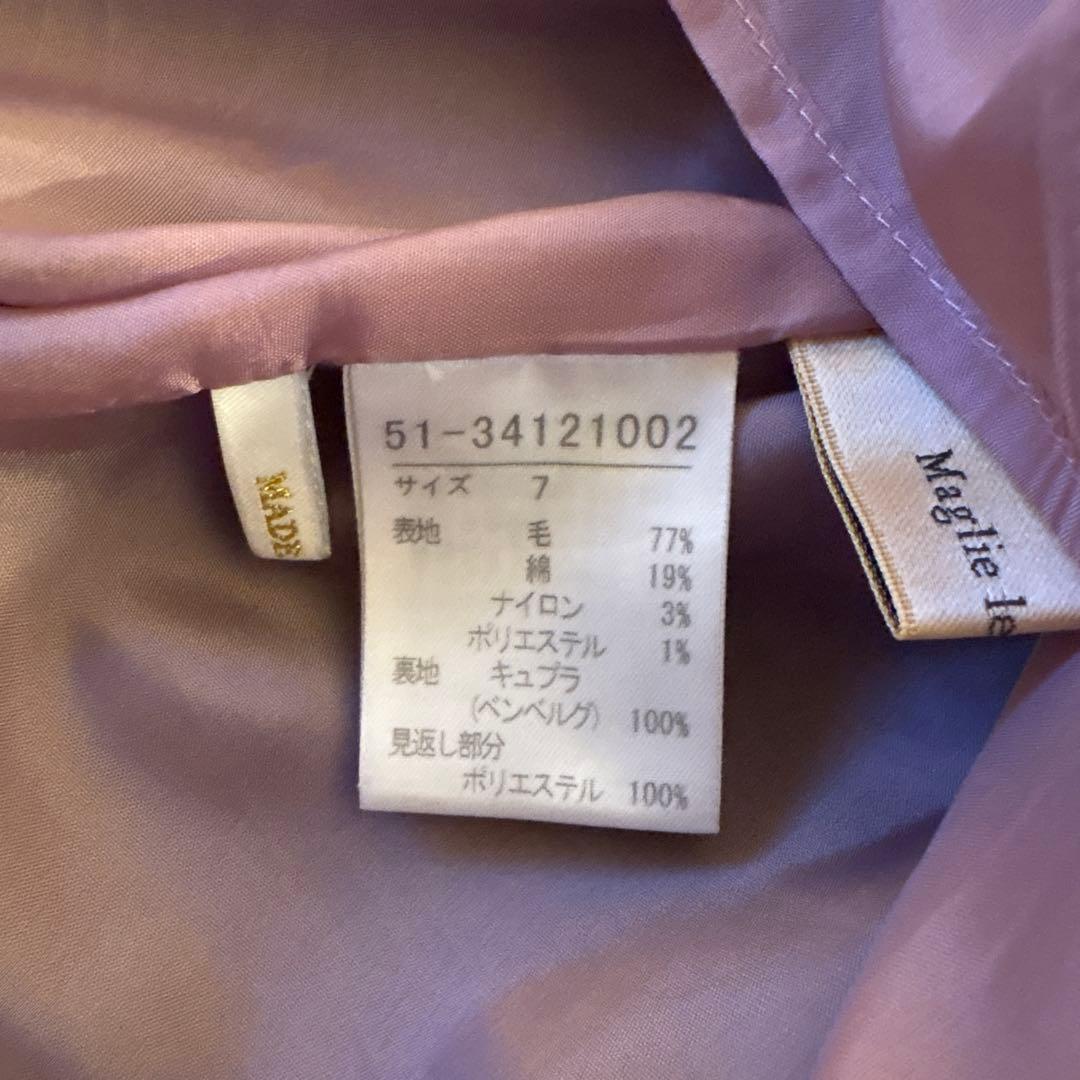 51-34121002
サイズ 7
表地 毛 77%
綿 19%
ナイロン 3%
ポリエステル 1%
裏地 キュプラ
(ベンベルグ) 100%
見返し部分
ポリエステル 100%
MADE
Maglie le